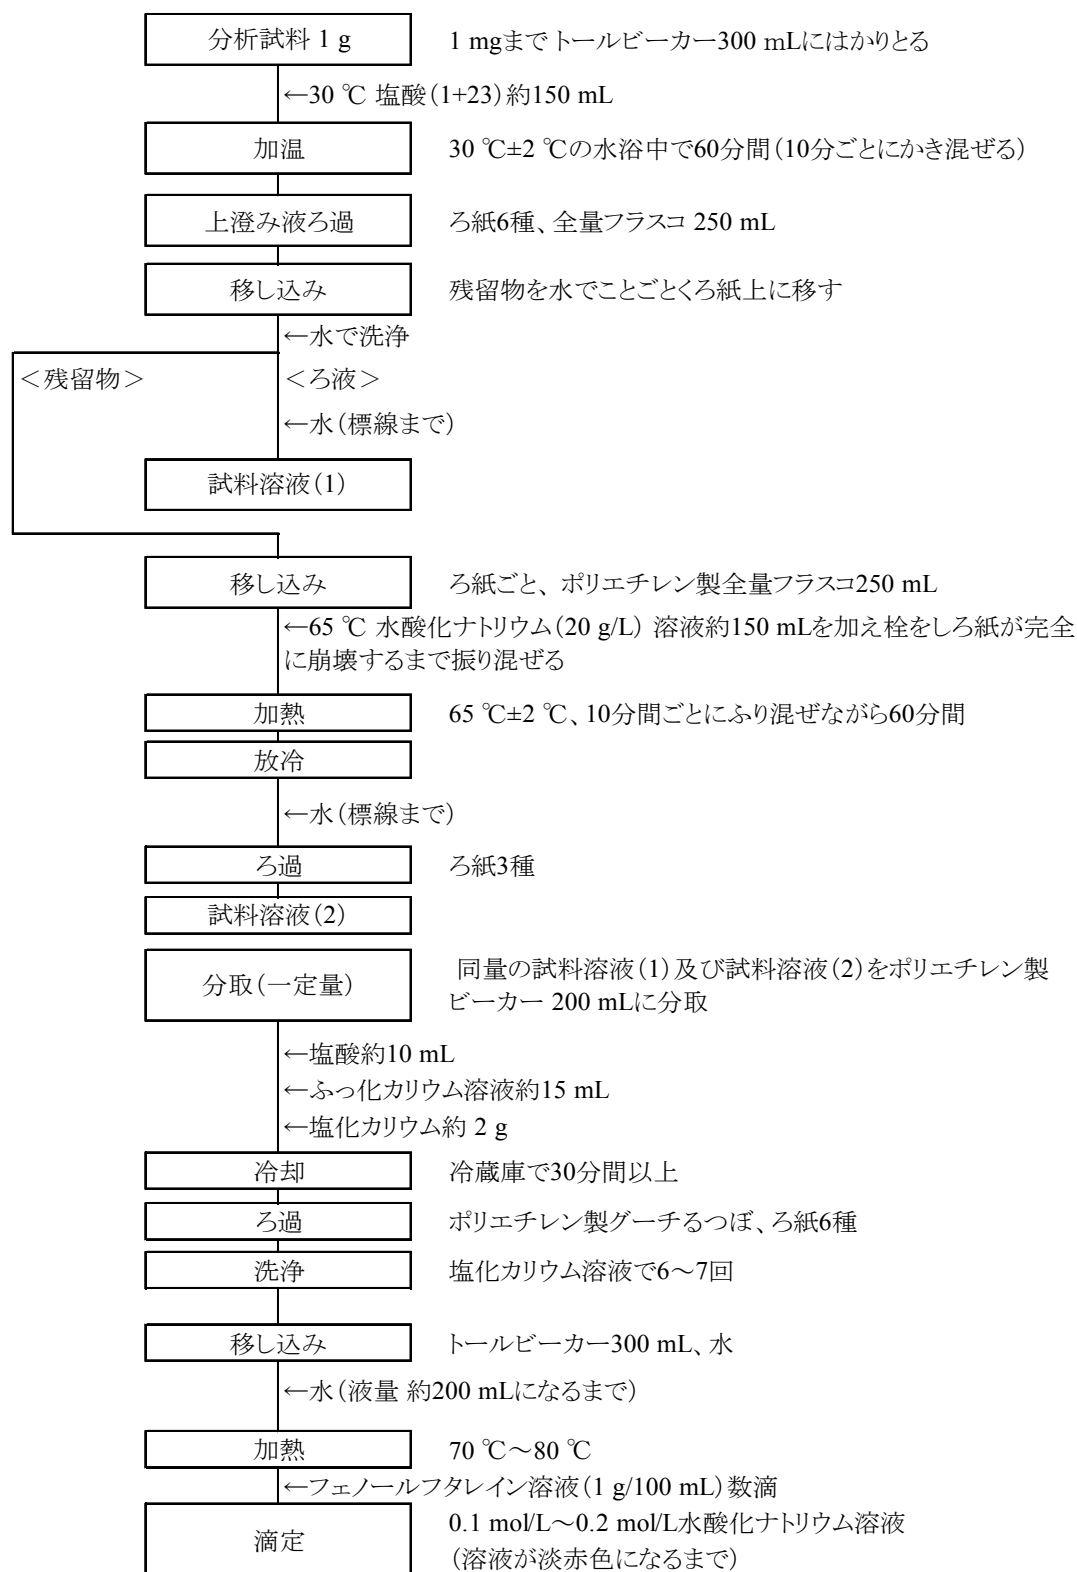 分析試料 1 g
1 mgまでトールビーカー300 mLにはかりとる
←30 ℃ 塩酸(1+23)約150 mL
加温
30 ℃±2 ℃の水浴中で60分間(10分ごとにかき混ぜる)
上澄み液ろ過
ろ紙6種、全量フラスコ 250 mL
移し込み
残留物を水でことごとくろ紙上に移す
←水で洗浄
＜残留物＞
＜ろ液＞
←水(標線まで)
試料溶液(1)
移し込み
ろ紙ごと、ポリエチレン製全量フラスコ250 mL
←65 ℃ 水酸化ナトリウム(20 g/L) 溶液約150 mLを加え栓をしろ紙が完全
に崩壊するまで振り混ぜる
加熱
65 ℃±2 ℃、10分間ごとにふり混ぜながら60分間
放冷
←水(標線まで)
ろ過
ろ紙3種
試料溶液(2)
分取(一定量)
同量の試料溶液(1)及び試料溶液(2)をポリエチレン製
ビーカー 200 mLに分取
←塩酸約10 mL
←ふっ化カリウム溶液約15 mL
←塩化カリウム約 2 g
冷却
冷蔵庫で30分間以上
ろ過
ポリエチレン製グーチるつぼ、ろ紙6種
洗浄
塩化カリウム溶液で6～7回
移し込み
トールビーカー300 mL、水
←水(液量 約200 mLになるまで)
加熱
70 ℃～80 ℃
←フェノールフタレイン溶液(1 g/100 mL)数滴
滴定
0.1 mol/L～0.2 mol/L水酸化ナトリウム溶液
(溶液が淡赤色になるまで)